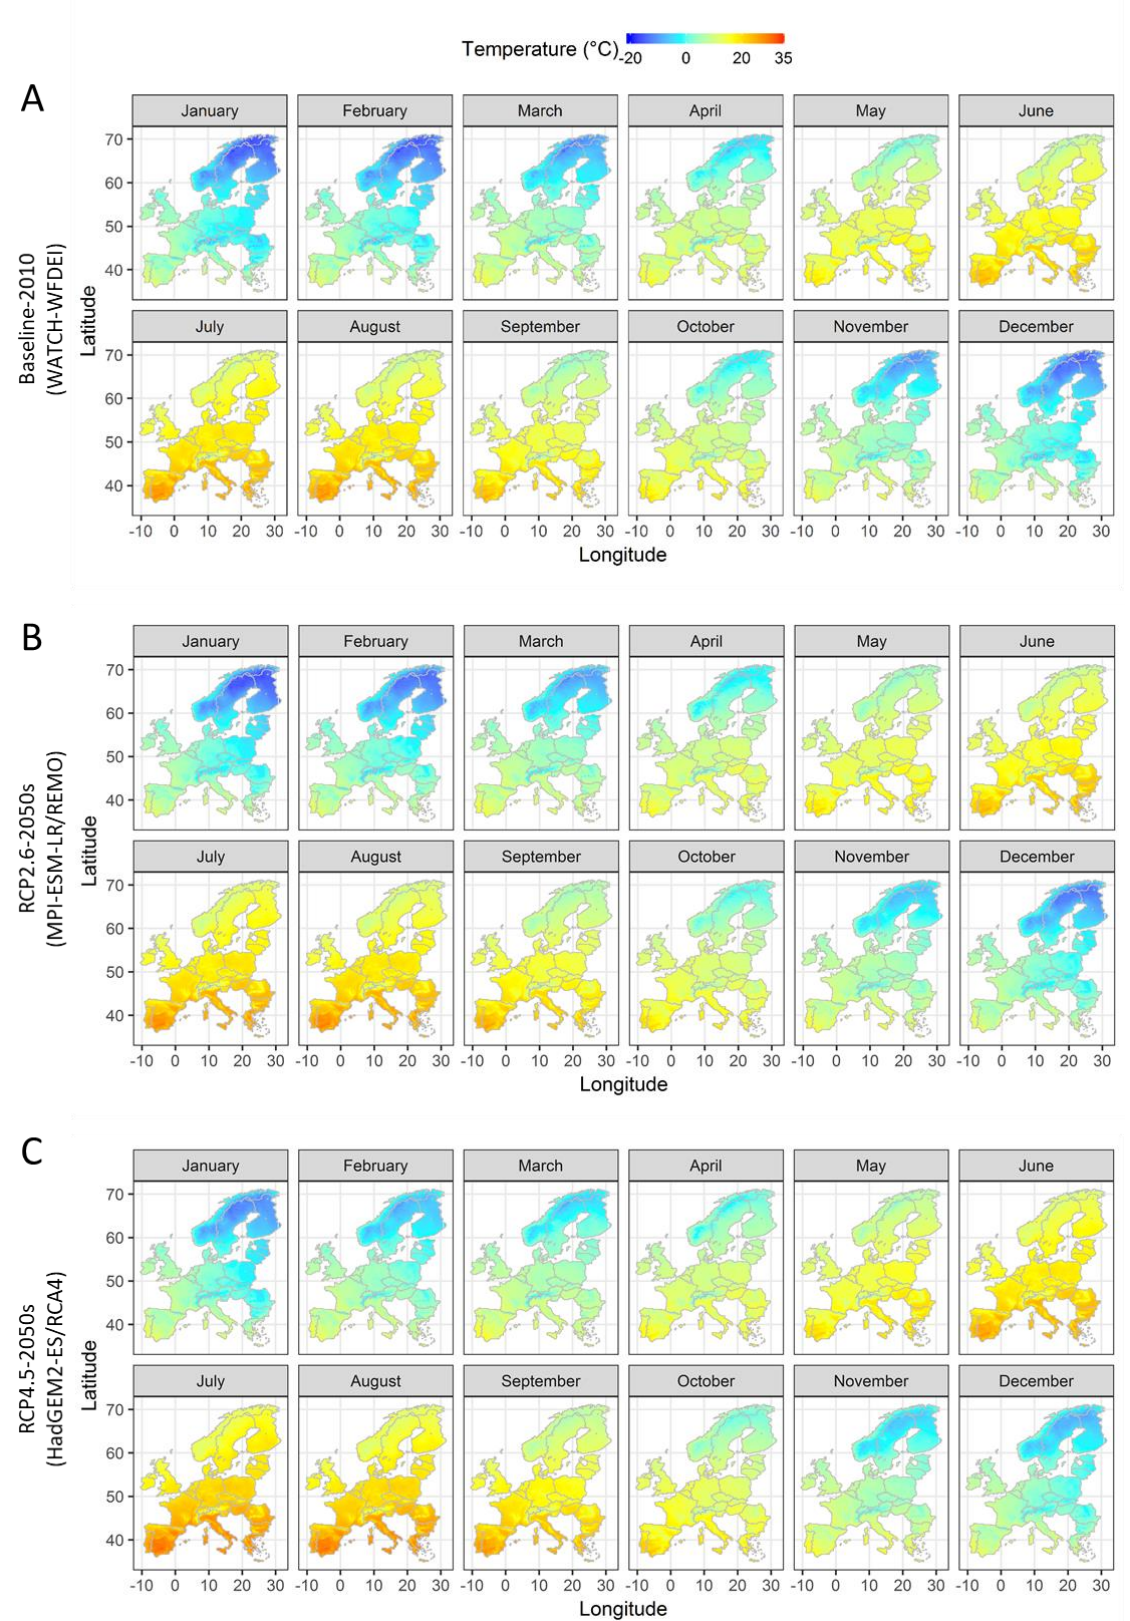 Temperature (°C)
-20 0 20 35
A
Baseline-2010
(WATCH-WFDEI)
Latitude
January February March April May June
70
60
50
40
July August September October November December
70
60
50
40
-10 0 10 20 30 -10 0 10 20 30 -10 0 10 20 30 -10 0 10 20 30 -10 0 10 20 30 -10 0 10 20 30
Longitude
B
RCP2.6-2050s
(MPI-ESM-LR/REMO)
Latitude
January February March April May June
70
60
50
40
July August September October November December
70
60
50
40
-10 0 10 20 30 -10 0 10 20 30 -10 0 10 20 30 -10 0 10 20 30 -10 0 10 20 30 -10 0 10 20 30
Longitude
C
RCP4.5-2050s
(HadGEM2-ES/RCA4)
Latitude
January February March April May June
70
60
50
40
July August September October November December
70
60
50
40
-10 0 10 20 30 -10 0 10 20 30 -10 0 10 20 30 -10 0 10 20 30 -10 0 10 20 30 -10 0 10 20 30
Longitude